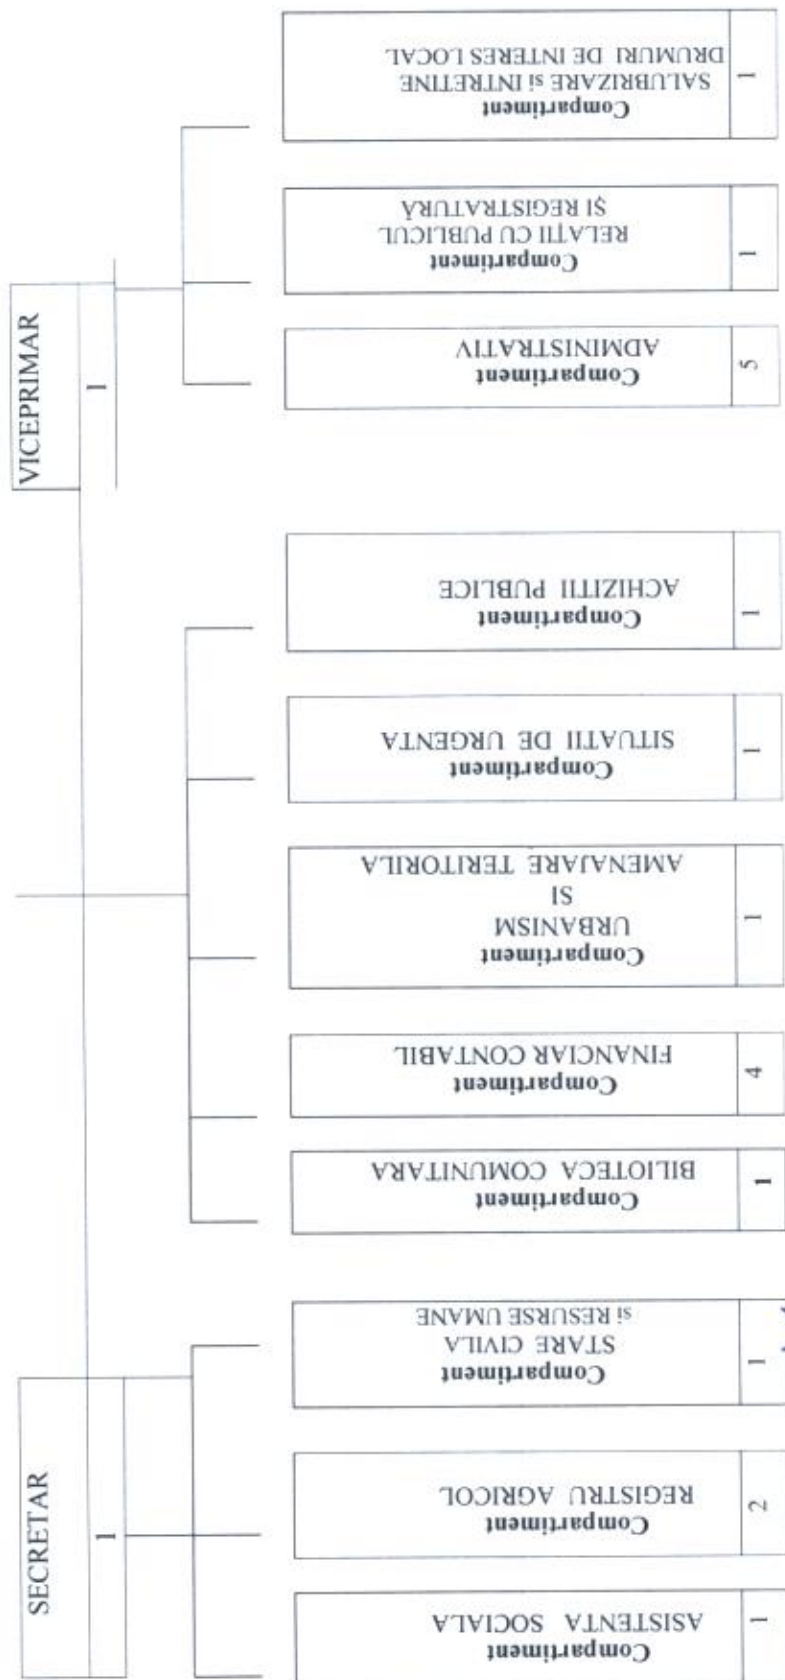 SECRETAR
1
VICEPRIMAR
1
Compartiment
ASISTENTA SOCIALA
1
Compartiment
REGISTRU AGRICOL
2
Compartiment
STARE CIVILA
si RESURSE UMANE
1
Compartiment
BILIOTECA COMUNITARA
1
Compartiment
FINANCIAR CONTABIL
4
Compartiment
URBANISM
SI
AMENAJARE TERITORILA
1
Compartiment
SITUATII DE URGENTA
1
Compartiment
ACHIZITII PUBLICE
1
Compartiment
ADMINISTRATIV
5
Compartiment
RELAŢII CU PUBLICUL
ŞI REGISTRATURĂ
1
Compartiment
SALUBRIZARE si INTRETINE
DRUMURI DE INTERES LOCAL
1